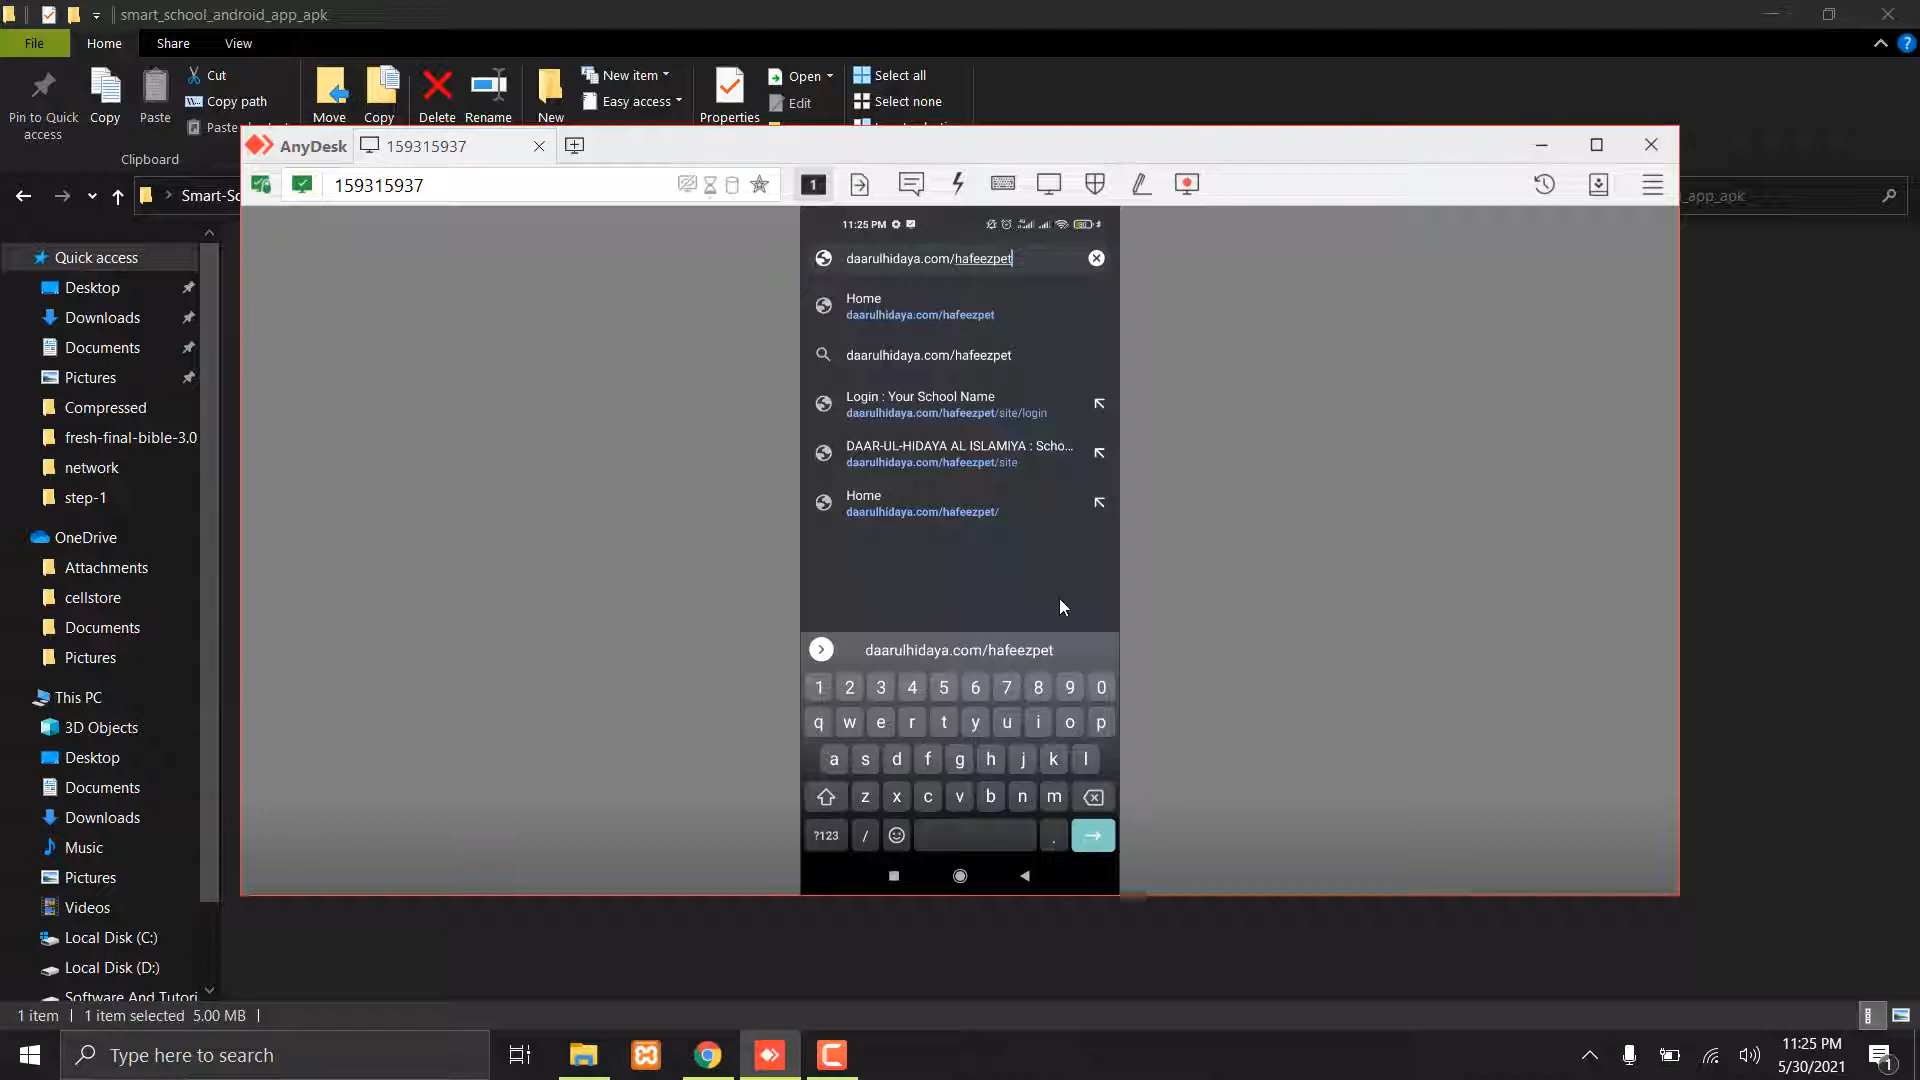 smart_school_android_app_apk
File
Home
Share
View
Pin to Quick
access
Copy
Paste
Cut
Copy path
Paste
Move
Copy
Delete
Rename
New
New item
Easy access
Properties
Open
Edit
Select all
Select none
Clipboard
Smart-Sc
_app_apk
AnyDesk
159315937
159315937
1
Quick access
Desktop
Downloads
Documents
Pictures
Compressed
fresh-final-bible-3.0
network
step-1
OneDrive
Attachments
cellstore
Documents
Pictures
This PC
3D Objects
Desktop
Documents
Downloads
Music
Pictures
Videos
Local Disk (C:)
Local Disk (D:)
Software And Tutori
11:25 PM
daarulhidaya.com/hafeezpet
Home
daarulhidaya.com/hafeezpet
daarulhidaya.com/hafeezpet
Login : Your School Name
daarulhidaya.com/hafeezpet/site/login
DAAR-UL-HIDAYA AL ISLAMIYA : Scho...
daarulhidaya.com/hafeezpet/site
Home
daarulhidaya.com/hafeezpet/
daarulhidaya.com/hafeezpet
1 2 3 4 5 6 7 8 9 0
q w e r t y u i o p
a s d f g h j k l
z x c v b n m
?123 / .
1 item
1 item selected 5.00 MB
Type here to search
11:25 PM
5/30/2021
1